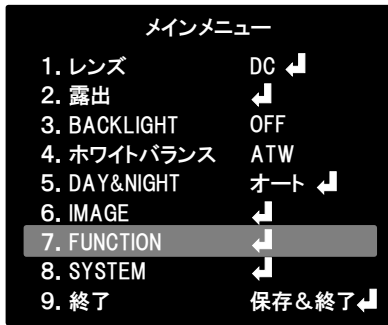 メインメニュー
1. レンズ DC ↲
2. 露出 ↲
3. BACKLIGHT OFF
4. ホワイトバランス ATW
5. DAY&NIGHT オート ↲
6. IMAGE ↲
7. FUNCTION ↲
8. SYSTEM ↲
9. 終了 保存&終了↲